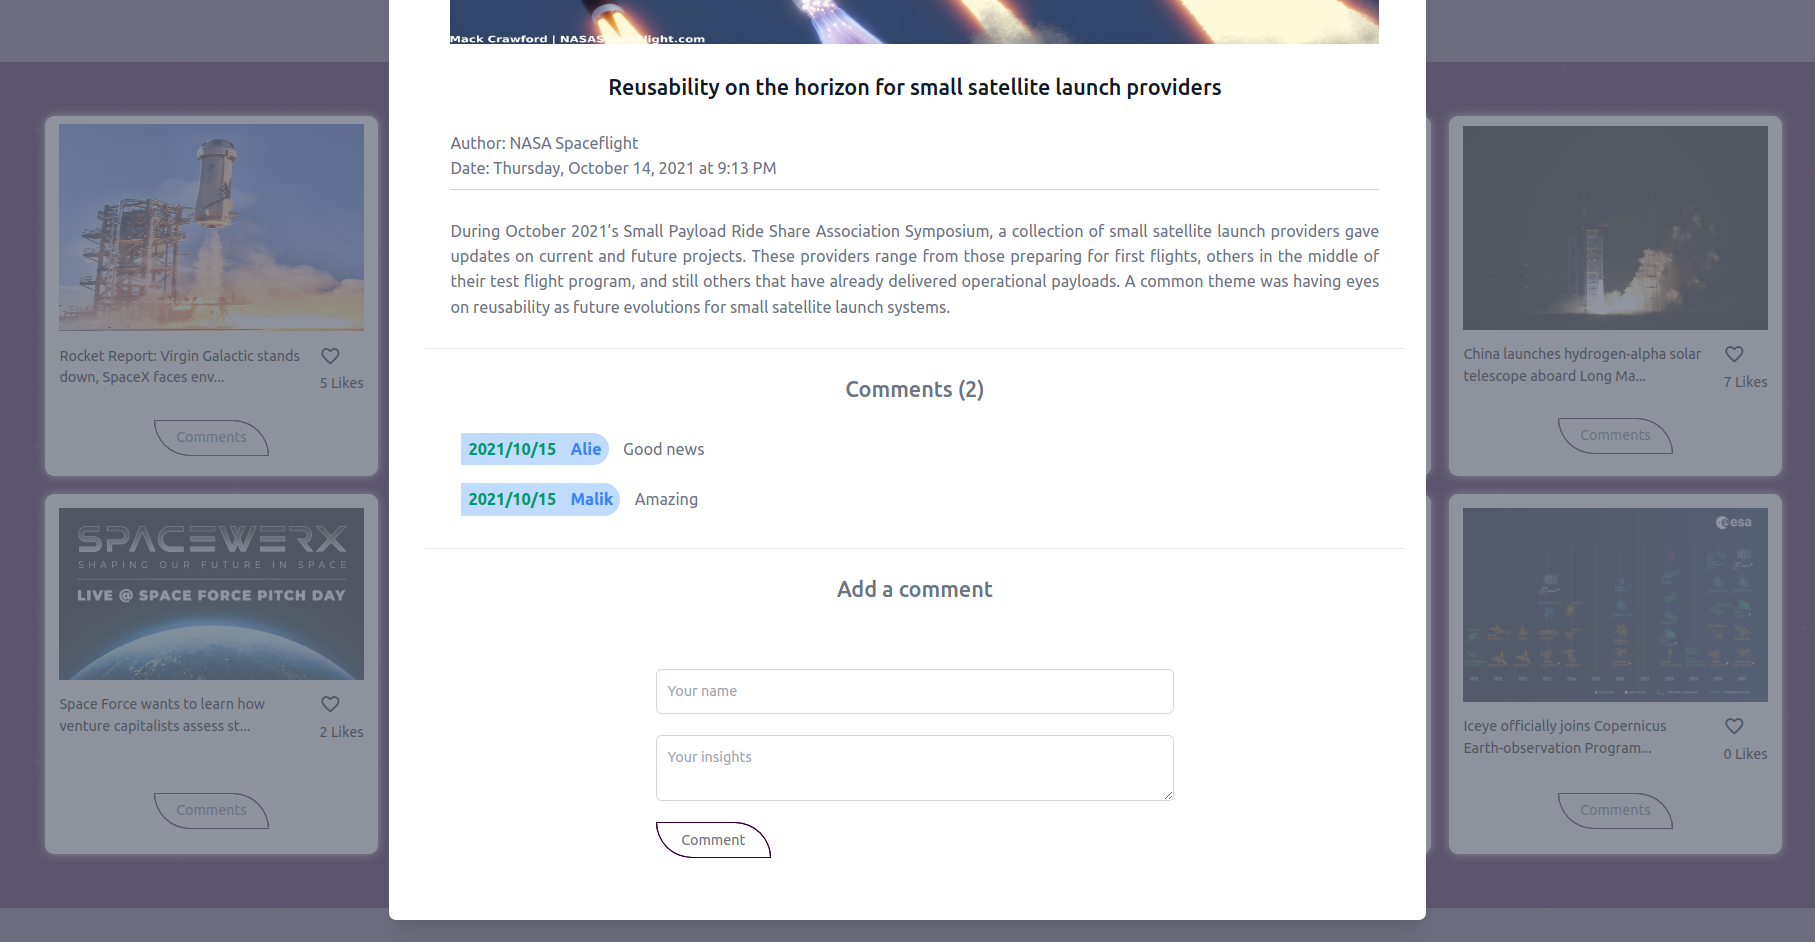 Mack Crawford | NASAS light.com
Reusability on the horizon for small satellite launch providers
Author: NASA Spaceflight
Date: Thursday, October 14, 2021 at 9:13 PM
During October 2021’s Small Payload Ride Share Association Symposium, a collection of small satellite launch providers gave
updates on current and future projects. These providers range from those preparing for first flights, others in the middle of
their test flight program, and still others that have already delivered operational payloads. A common theme was having eyes
on reusability as future evolutions for small satellite launch systems.
Comments (2)
2021/10/15 Alie Good news
2021/10/15 Malik Amazing
Add a comment
Your name
Your insights
Comment
Rocket Report: Virgin Galactic stands
down, SpaceX faces env...
5 Likes
Comments
SPACEWERX
SHAPING OUR FUTURE IN SPACE
LIVE @ SPACE FORCE PITCH DAY
Space Force wants to learn how
venture capitalists assess st...
2 Likes
Comments
China launches hydrogen-alpha solar
telescope aboard Long Ma...
7 Likes
Comments
esa
Iceye officially joins Copernicus
Earth-observation Program...
0 Likes
Comments